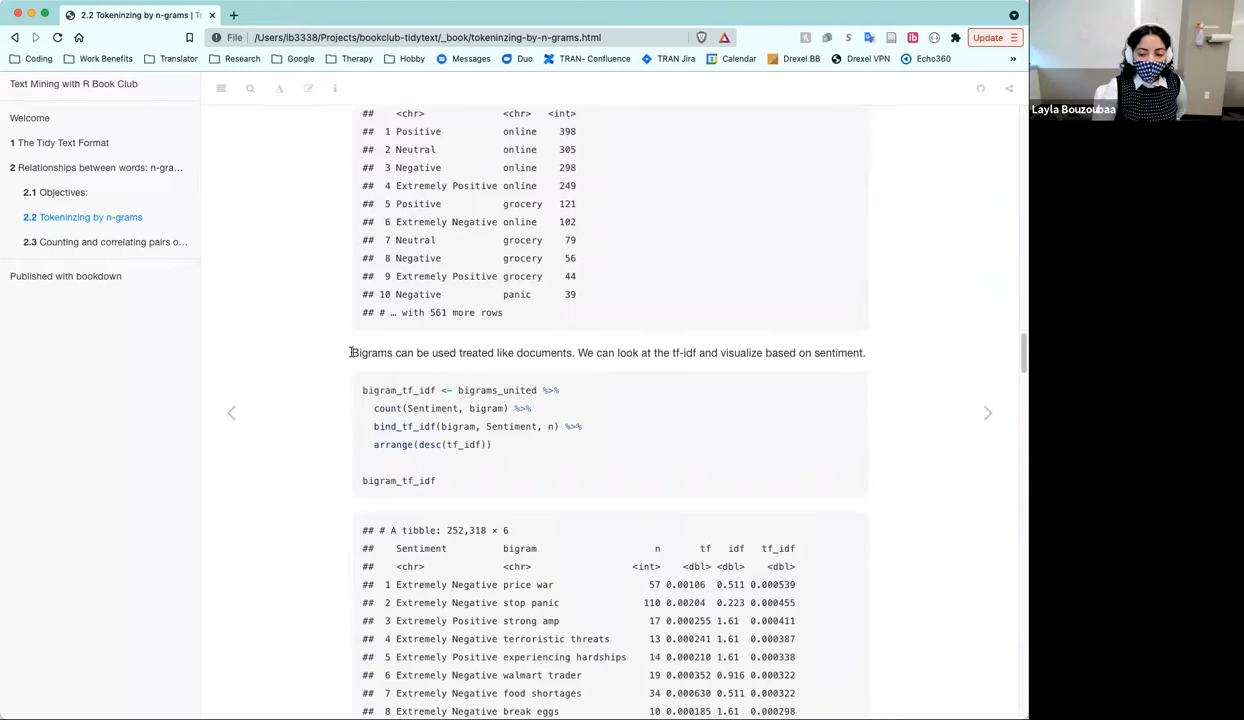 2.2 Tokeninzing by n-grams | To
/Users/lb3338/Projects/bookclub-tidytext/_book/tokeninzing-by-n-grams.html
File
Update
Coding
Work Benefits
Translator
Research
Google
Therapy
Hobby
Messages
Duo
TRAN- Confluence
TRAN Jira
Calendar
Drexel BB
Drexel VPN
Echo360
»
Text Mining with R Book Club
Welcome
1 The Tidy Text Format
2 Relationships between words: n-gra…
2.1 Objectives:
2.2 Tokeninzing by n-grams
2.3 Counting and correlating pairs o…
Published with bookdown
## <chr> <chr> <int>
## 1 Positive online 398
## 2 Neutral online 305
## 3 Negative online 298
## 4 Extremely Positive online 249
## 5 Positive grocery 121
## 6 Extremely Negative online 102
## 7 Neutral grocery 79
## 8 Negative grocery 56
## 9 Extremely Positive grocery 44
## 10 Negative panic 39
## # … with 561 more rows
Bigrams can be used treated like documents. We can look at the tf-idf and visualize based on sentiment.
bigram_tf_idf <- bigrams_united %>%
count(Sentiment, bigram) %>%
bind_tf_idf(bigram, Sentiment, n) %>%
arrange(desc(tf_idf))
bigram_tf_idf
## # A tibble: 252,318 × 6
## Sentiment bigram n tf idf tf_idf
## <chr> <chr> <int> <dbl> <dbl> <dbl>
## 1 Extremely Negative price war 57 0.00106 0.511 0.000539
## 2 Extremely Negative stop panic 110 0.00204 0.223 0.000455
## 3 Extremely Positive strong amp 17 0.000255 1.61 0.000411
## 4 Extremely Negative terroristic threats 13 0.000241 1.61 0.000387
## 5 Extremely Positive experiencing hardships 14 0.000210 1.61 0.000338
## 6 Extremely Negative walmart trader 19 0.000352 0.916 0.000322
## 7 Extremely Negative food shortages 34 0.000630 0.511 0.000322
## 8 Extremely Negative break eggs 10 0.000185 1.61 0.000298
Layla Bouzoubaa